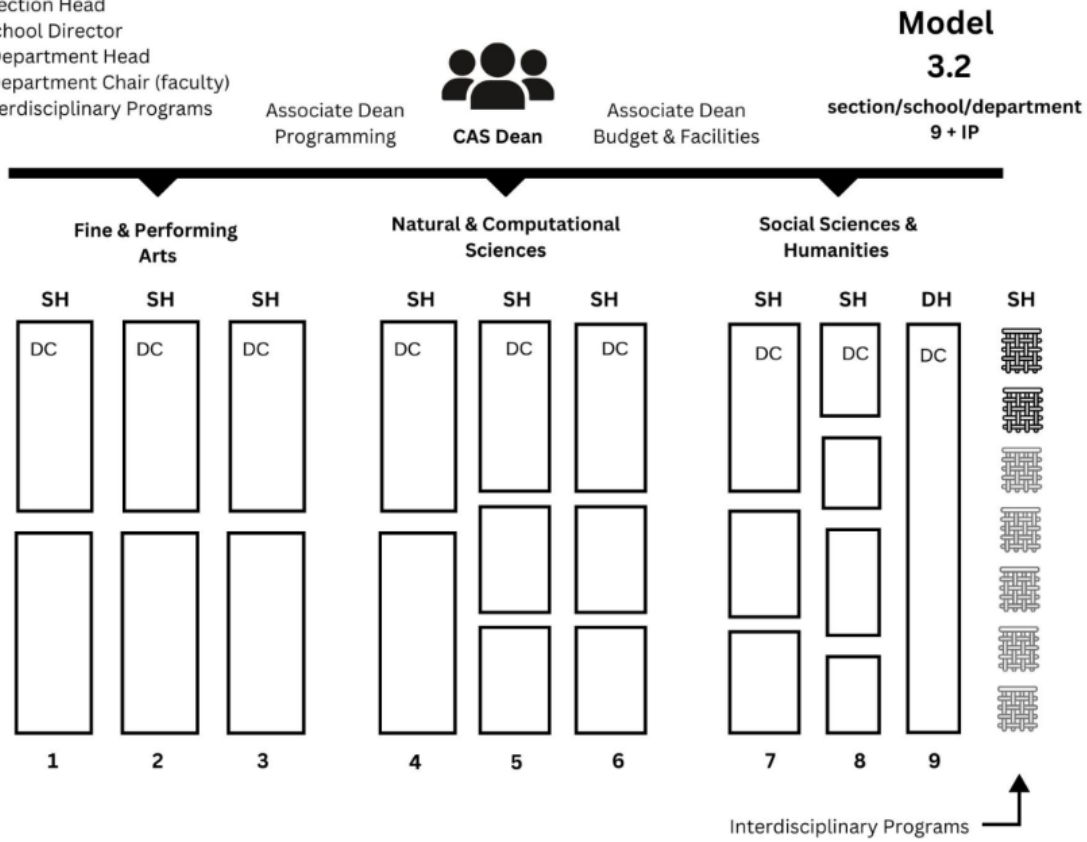 ection Head
chool Director
Department Head
epartment Chair (faculty)
erdisciplinary Programs
Model
3.2
section/school/department
9 + IP
Associate Dean
Programming
CAS Dean
Associate Dean
Budget & Facilities
Fine & Performing
Arts
Natural & Computational
Sciences
Social Sciences &
Humanities
SH SH SH SH SH SH SH SH DH SH
DC DC DC DC DC DC DC DC DC
1 2 3 4 5 6 7 8 9
Interdisciplinary Programs